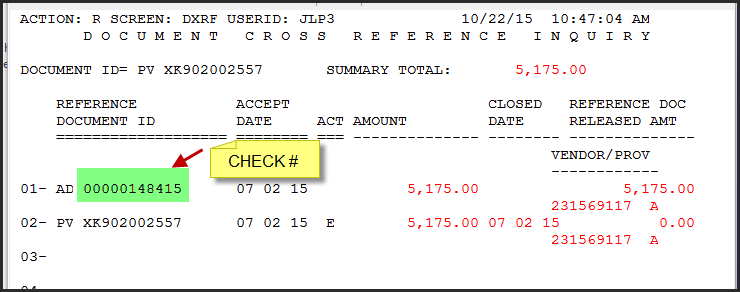 ACTION: R SCREEN: DXRF USERID: JLP3 10/22/15 10:47:04 AM
D O C U M E N T C R O S S R E F E R E N C E I N Q U I R Y
DOCUMENT ID= PV XK902002557 SUMMARY TOTAL: 5,175.00
REFERENCE ACCEPT CLOSED REFERENCE DOC
DOCUMENT ID DATE ACT AMOUNT DATE RELEASED AMT
=================== ======== === -------------- -------- --------------
VENDOR/PROV
------------
CHECK #
01- AD 00000148415 07 02 15 5,175.00 5,175.00
231569117 A
02- PV XK902002557 07 02 15 E 5,175.00 07 02 15 0.00
231569117 A
03-